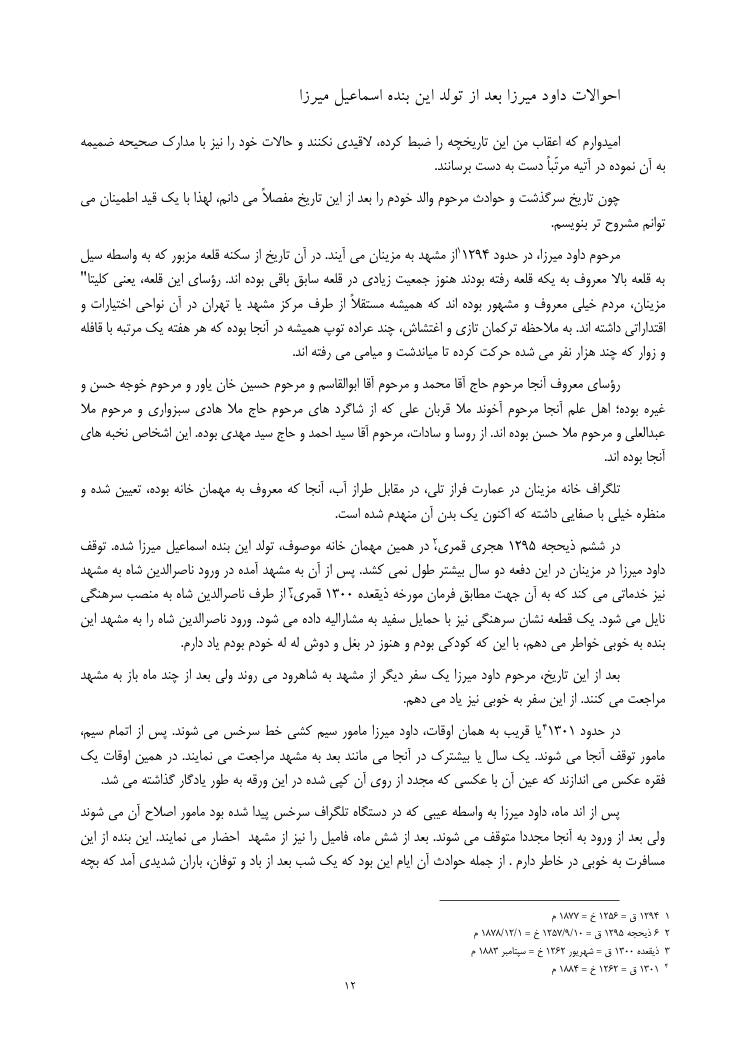 احوالات داود میرزا بعد از تولد این بنده اسماعیل میرزا
امیدوارم که اعقاب من این تاریخچه را ضبط کرده، لاقیدی نکنند و حالات خود را نیز با مدارک صحیحه ضمیمه
به آن نموده در آتیه مرتّباً دست به دست برسانند.
چون تاریخ سرگذشت و حوادث مرحوم والد خودم را بعد از این تاریخ مفصلاً می دانم، لهذا با یک قید اطمینان می
توانم مشروح تر بنویسم.
مرحوم داود میرزا، در حدود ۱۲۹۴۱ از مشهد به مزینان می آیند. در آن تاریخ از سکنه قلعه مزبور که به واسطه سیل
به قلعه بالا معروف به یکه قلعه رفته بودند هنوز جمعیت زیادی در قلعه سابق باقی بوده اند. رؤسای این قلعه، یعنی کلیتا"
مزینان، مردم خیلی معروف و مشهور بوده اند که همیشه مستقلاً از طرف مرکز مشهد یا تهران در آن نواحی اختیارات و
اقتداراتی داشته اند. به ملاحظه ترکمان تازی و اغتشاش، چند عراده توپ همیشه در آنجا بوده که هر هفته یک مرتبه با قافله
و زوار که چند هزار نفر می شده حرکت کرده تا میاندشت و میامی می رفته اند.
رؤسای معروف آنجا مرحوم حاج آقا محمد و مرحوم آقا ابوالقاسم و مرحوم حسین خان یاور و مرحوم خوجه حسن و
غیره بوده؛ اهل علم آنجا مرحوم آخوند ملا قربان علی که از شاگرد های مرحوم حاج ملا هادی سبزواری و مرحوم ملا
عبدالعلی و مرحوم ملا حسن بوده اند. از روسا و سادات، مرحوم آقا سید احمد و حاج سید مهدی بوده. این اشخاص نخبه های
آنجا بوده اند.
تلگراف خانه مزینان در عمارت فراز تلی، در مقابل طراز آب، آنجا که معروف به مهمان خانه بوده، تعیین شده و
منظره خیلی با صفایی داشته که اکنون یک بدن آن منهدم شده است.
در ششم ذیحجه ۱۲۹۵ هجری قمری،۲ در همین مهمان خانه موصوف، تولد این بنده اسماعیل میرزا شده. توقف
داود میرزا در مزینان در این دفعه دو سال بیشتر طول نمی کشد. پس از آن به مشهد آمده در ورود ناصرالدین شاه به مشهد
نیز خدماتی می کند که به آن جهت مطابق فرمان مورخه ذیقعده ۱۳۰۰ قمری،۳ از طرف ناصرالدین شاه به منصب سرهنگی
نایل می شود. یک قطعه نشان سرهنگی نیز با حمایل سفید به مشارالیه داده می شود. ورود ناصرالدین شاه را به مشهد این
بنده به خوبی خواطر می دهم، با این که کودکی بودم و هنوز در بغل و دوش له له خودم بودم یاد دارم.
بعد از این تاریخ، مرحوم داود میرزا یک سفر دیگر از مشهد به شاهرود می روند ولی بعد از چند ماه باز به مشهد
مراجعت می کنند. از این سفر به خوبی نیز یاد می دهم.
در حدود ۱۳۰۱۴ یا قریب به همان اوقات، داود میرزا مامور سیم کشی خط سرخس می شوند. پس از اتمام سیم،
مامور توقف آنجا می شوند. یک سال یا بیشترک در آنجا می مانند بعد به مشهد مراجعت می نمایند. در همین اوقات یک
فقره عکس می اندازند که عین آن با عکسی که مجدد از روی آن کپی شده در این ورقه به طور یادگار گذاشته می شد.
پس از اند ماه، داود میرزا به واسطه عیبی که در دستگاه تلگراف سرخس پیدا شده بود مامور اصلاح آن می شوند
ولی بعد از ورود به آنجا مجددا متوقف می شوند. بعد از شش ماه، فامیل را نیز از مشهد احضار می نمایند. این بنده از این
مسافرت به خوبی در خاطر دارم . از جمله حوادث آن ایام این بود که یک شب بعد از باد و توفان، باران شدیدی آمد که بچه
۱ ۱۲۹۴ ق = ۱۲۵۶ خ = ۱۸۷۷ م
۲ ۶ ذیحجه ۱۲۹۵ ق = ۱۲۵۷/۹/۱۰ خ = ۱۸۷۸/۱۲/۱ م
۳ ذیقعده ۱۳۰۰ ق = شهریور ۱۲۶۲ خ = سپتامبر ۱۸۸۳ م
۴ ۱۳۰۱ ق = ۱۲۶۲ خ = ۱۸۸۴ م
۱۲